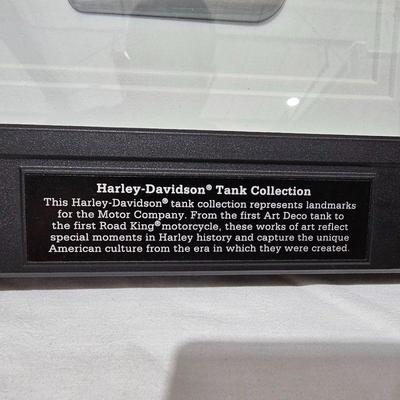 Harley-Davidson® Tank Collection
This Harley-Davidson® tank collection represents landmarks
for the Motor Company. From the first Art Deco tank to
the first Road King® motorcycle, these works of art reflect
special moments in Harley history and capture the unique
American culture from the era in which they were created.